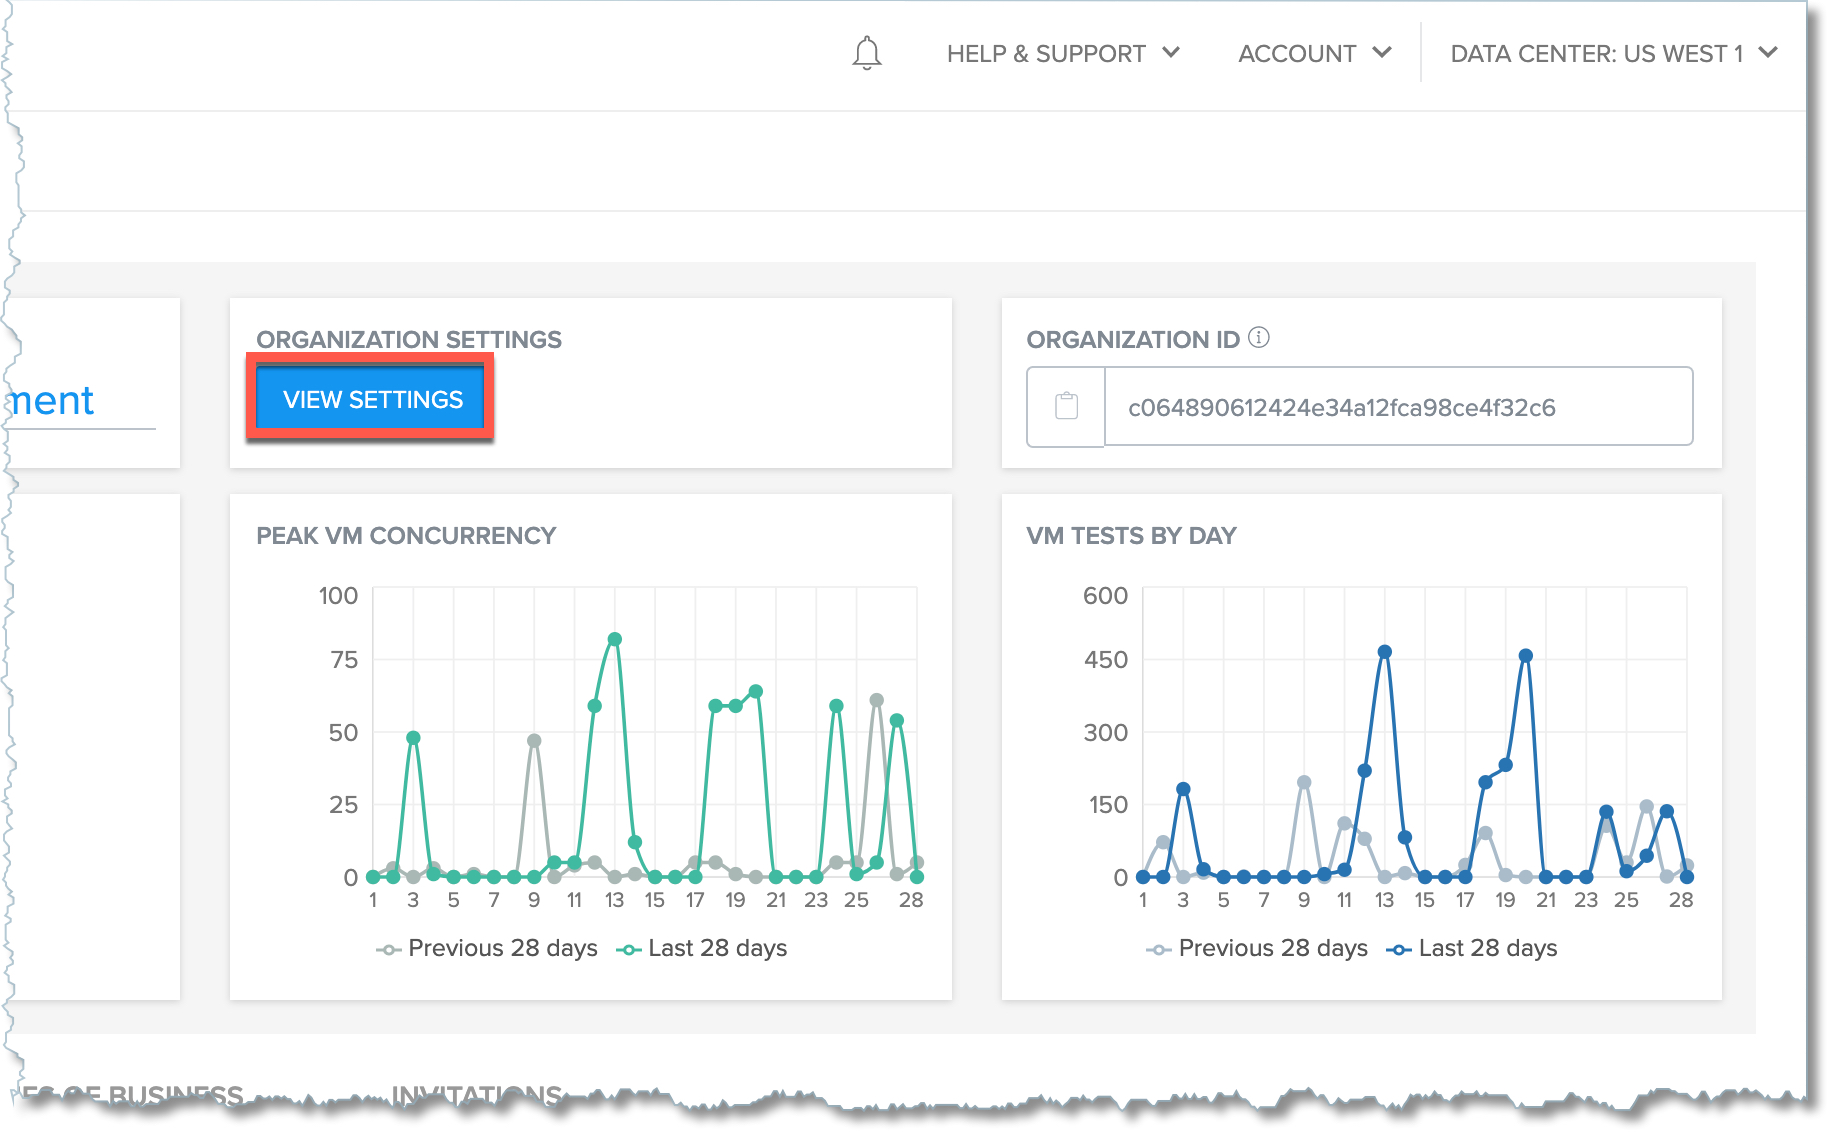 HELP & SUPPORT
ACCOUNT
DATA CENTER: US WEST 1
ment
ORGANIZATION SETTINGS
VIEW SETTINGS
ORGANIZATION ID
c064890612424e34a12fca98ce4f32c6
PEAK VM CONCURRENCY
100
75
50
25
0
1 3 5 7 9 11 13 15 17 19 21 23 25 28
Previous 28 days Last 28 days
VM TESTS BY DAY
600
450
300
150
0
1 3 5 7 9 11 13 15 17 19 21 23 25 28
Previous 28 days Last 28 days
ES OF BUSINESS
INVITATIONS